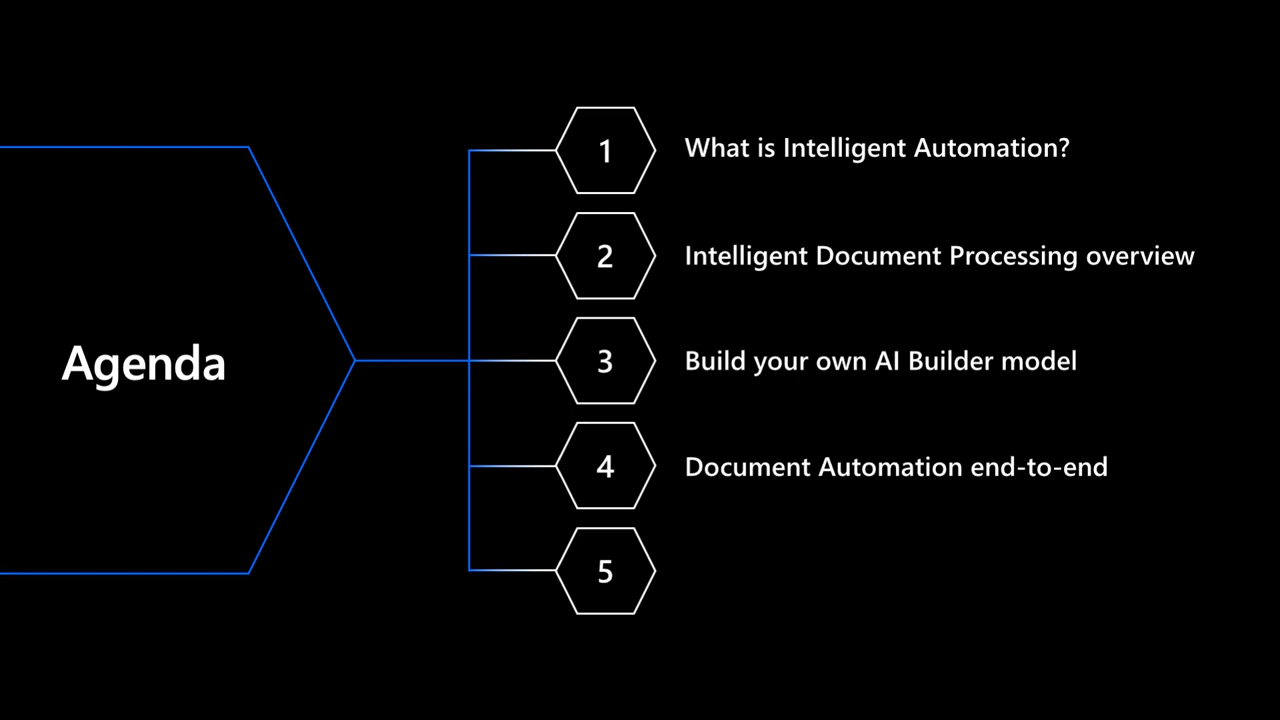 Agenda
1
What is Intelligent Automation?
2
Intelligent Document Processing overview
3
Build your own AI Builder model
4
Document Automation end-to-end
5